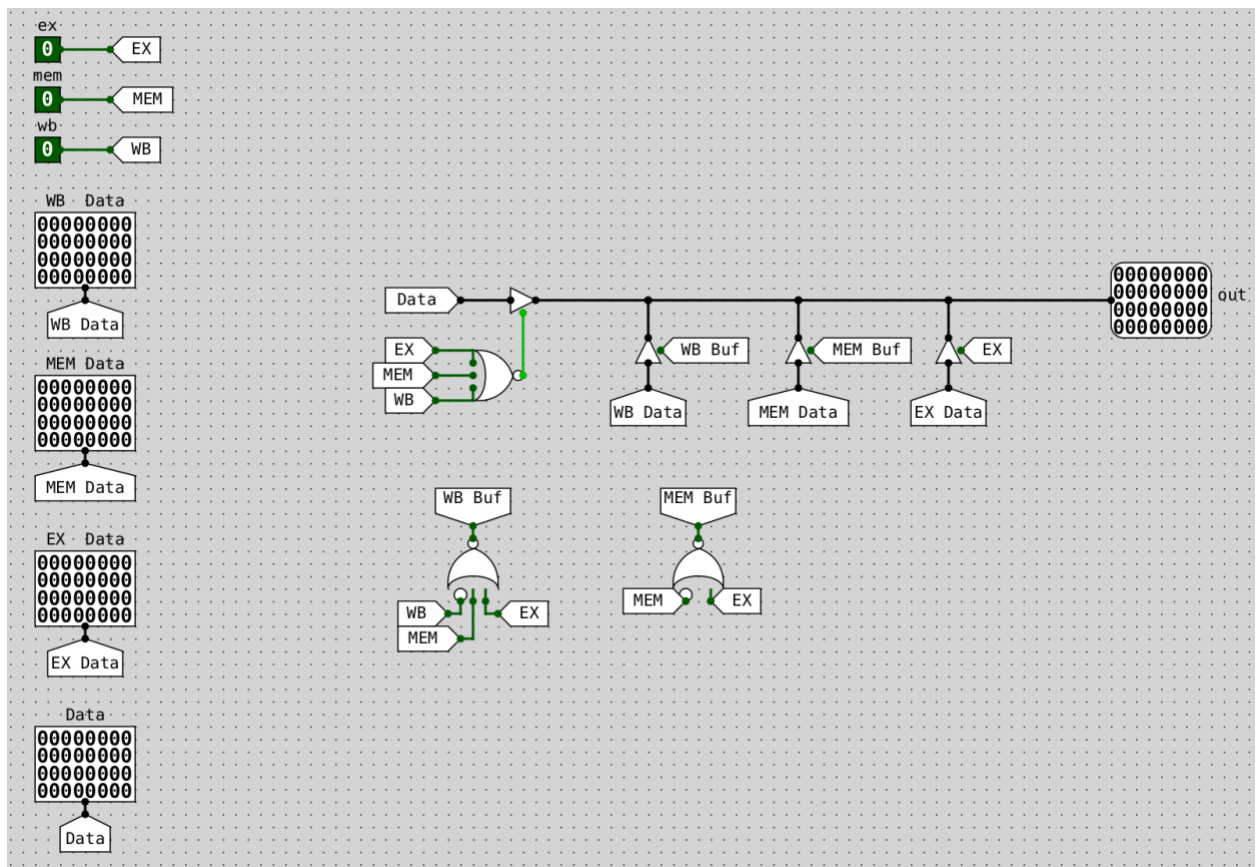 ex
0 EX
mem
0 MEM
wb
0 WB
WB Data
00000000
00000000
00000000
00000000
WB Data
MEM Data
00000000
00000000
00000000
00000000
MEM Data
EX Data
00000000
00000000
00000000
00000000
EX Data
Data
00000000
00000000
00000000
00000000
Data
Data
EX
MEM
WB
WB Buf
MEM Buf
EX
WB Data
MEM Data
EX Data
00000000
00000000
00000000
00000000
out
WB Buf
WB
EX
MEM
MEM Buf
MEM
EX